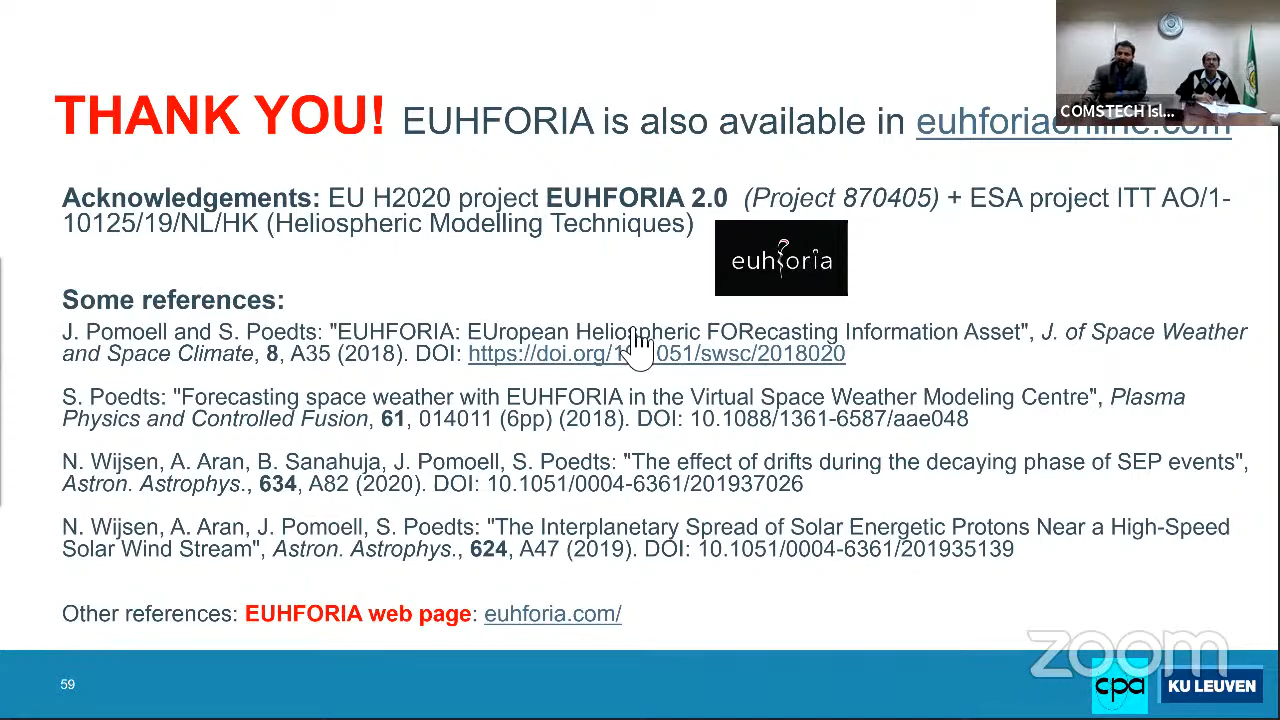 COMSTECH Isl...
THANK YOU! EUHFORIA is also available in euhforiaonline.com
Acknowledgements: EU H2020 project EUHFORIA 2.0 (Project 870405) + ESA project ITT AO/1-
10125/19/NL/HK (Heliospheric Modelling Techniques)
euhforia
Some references:
J. Pomoell and S. Poedts: "EUHFORIA: EUropean Heliospheric FORecasting Information Asset", J. of Space Weather
and Space Climate, 8, A35 (2018). DOI: https://doi.org/1 051/swsc/2018020
S. Poedts: "Forecasting space weather with EUHFORIA in the Virtual Space Weather Modeling Centre", Plasma
Physics and Controlled Fusion, 61, 014011 (6pp) (2018). DOI: 10.1088/1361-6587/aae048
N. Wijsen, A. Aran, B. Sanahuja, J. Pomoell, S. Poedts: "The effect of drifts during the decaying phase of SEP events",
Astron. Astrophys., 634, A82 (2020). DOI: 10.1051/0004-6361/201937026
N. Wijsen, A. Aran, J. Pomoell, S. Poedts: "The Interplanetary Spread of Solar Energetic Protons Near a High-Speed
Solar Wind Stream", Astron. Astrophys., 624, A47 (2019). DOI: 10.1051/0004-6361/201935139
Other references: EUHFORIA web page: euhforia.com/
zoom
59
cpa
KU LEUVEN